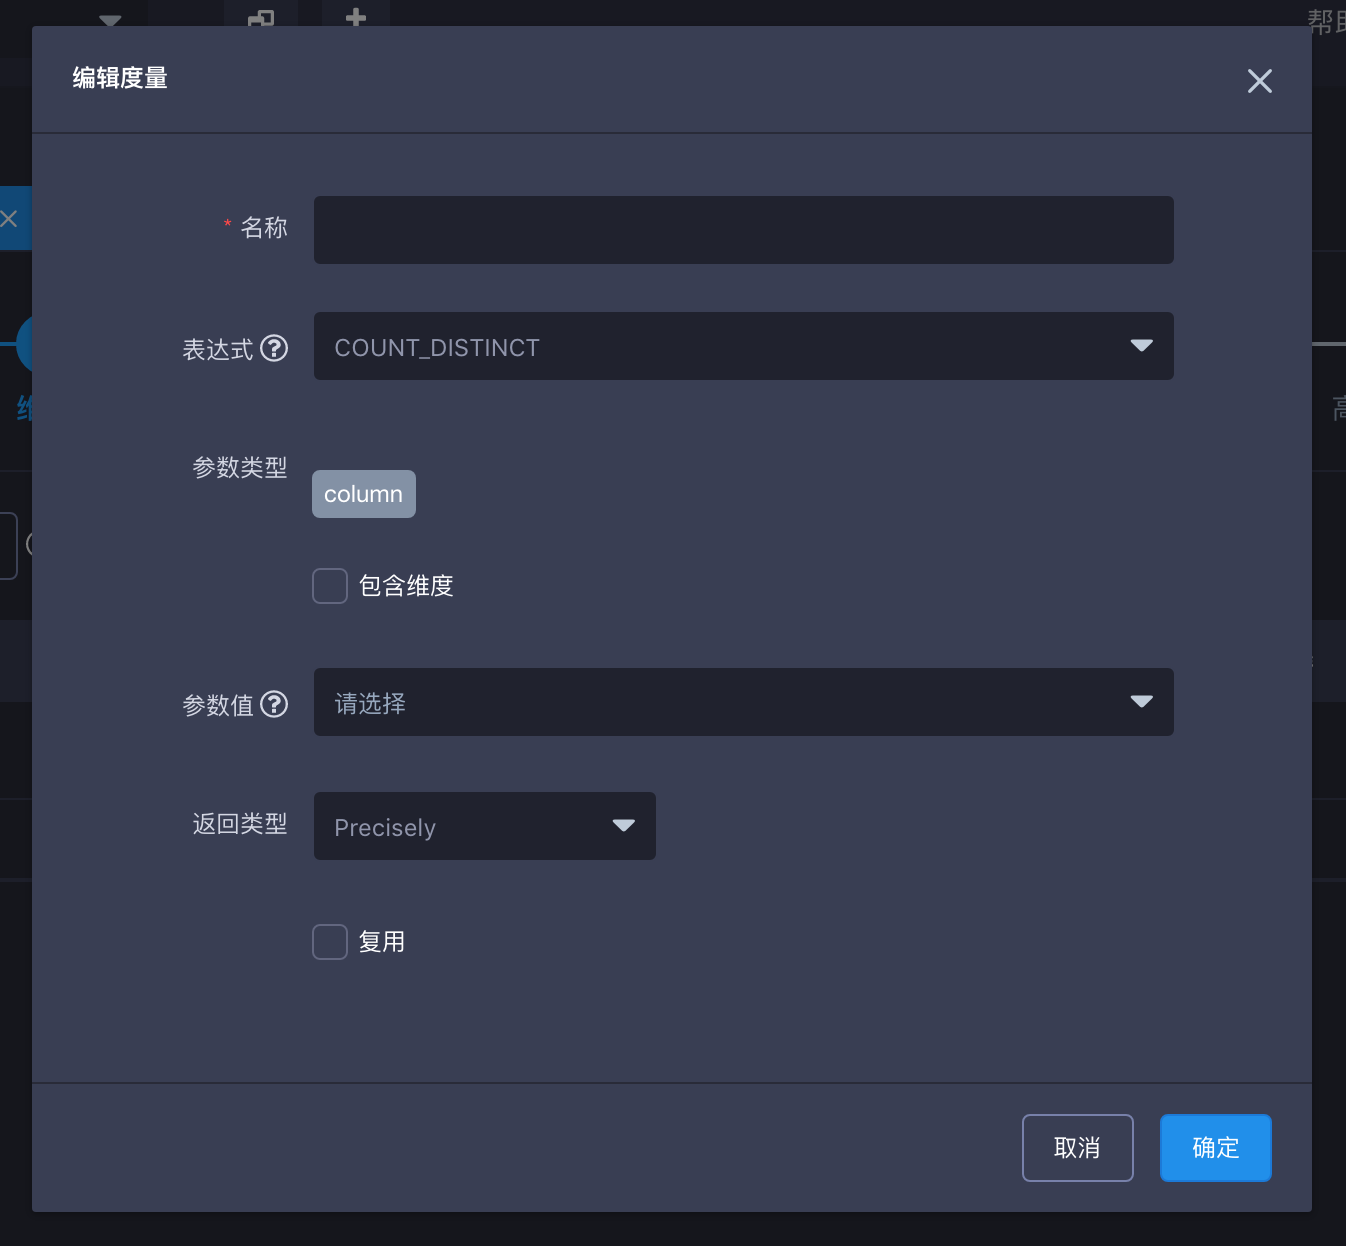 帮助
编辑度量
* 名称
表达式
COUNT_DISTINCT
参数类型
column
包含维度
参数值
请选择
返回类型
Precisely
复用
取消
确定